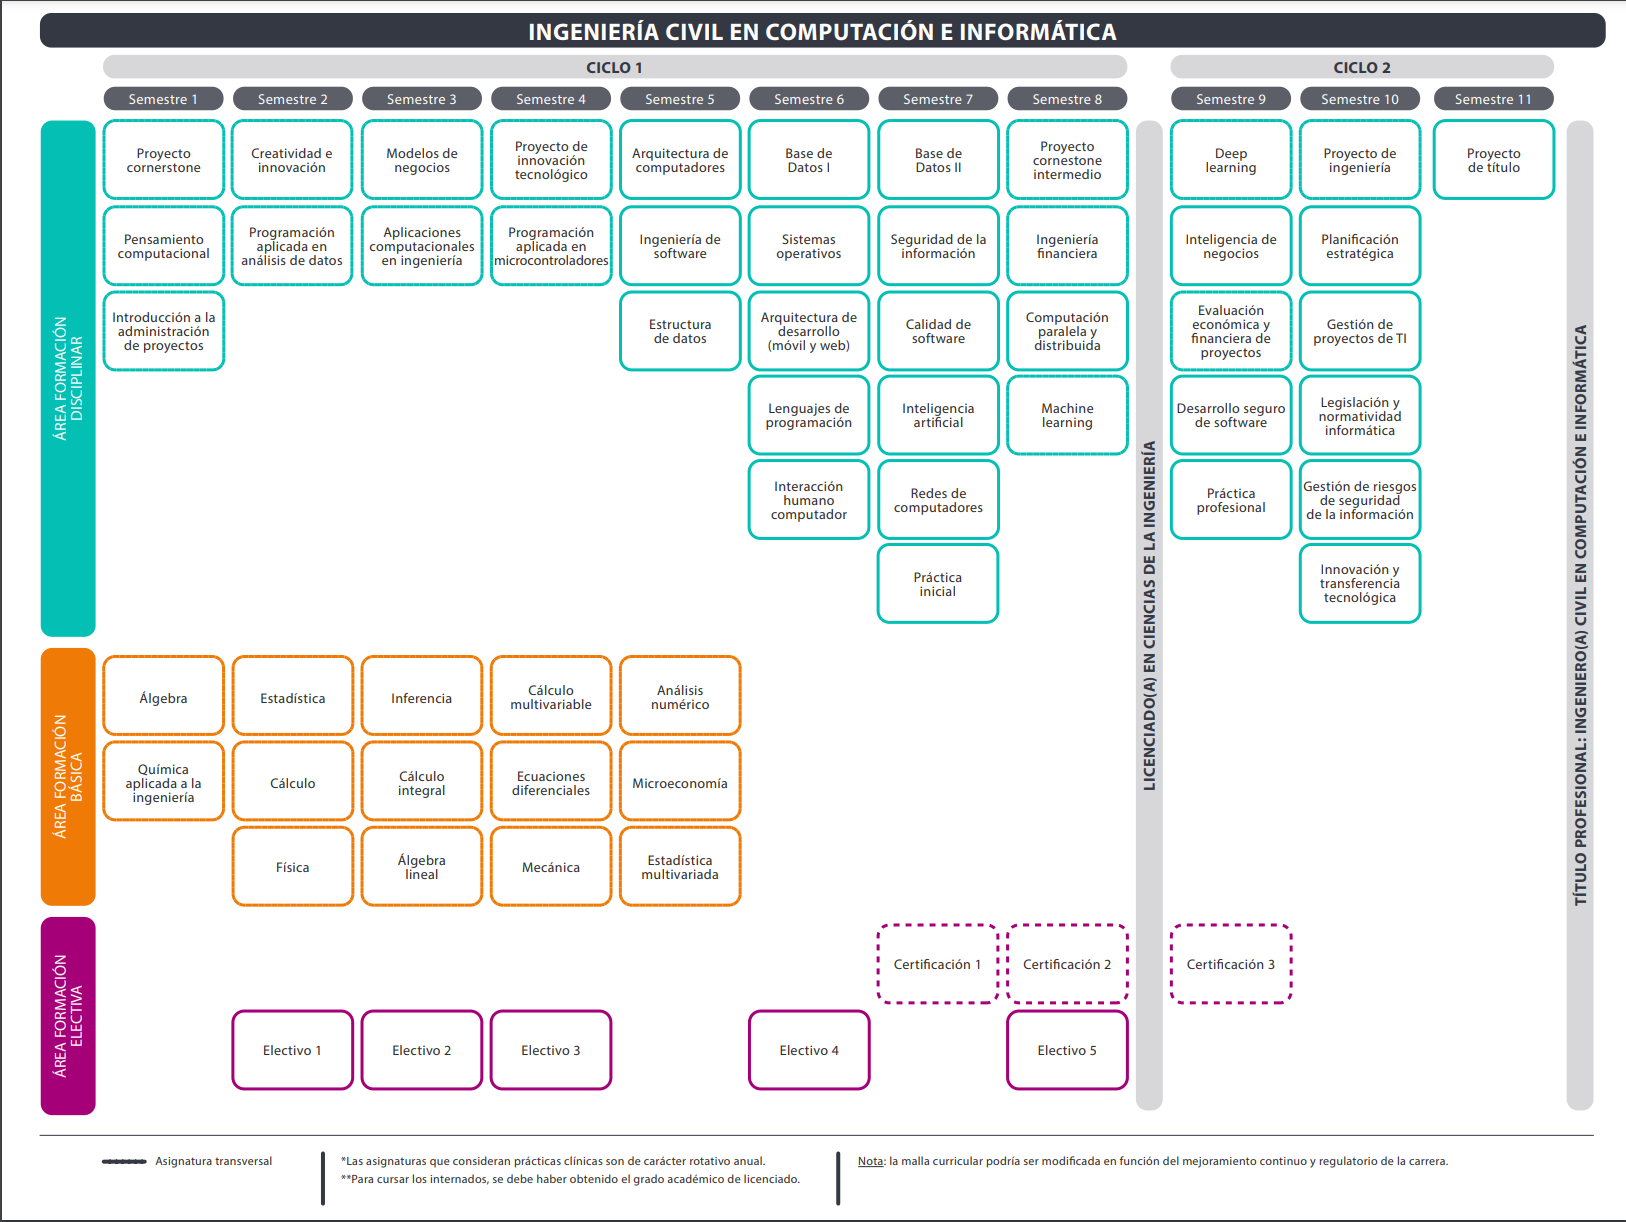 INGENIERÍA CIVIL EN COMPUTACIÓN E INFORMÁTICA
CICLO 1
CICLO 2
Semestre 1
Semestre 2
Semestre 3
Semestre 4
Semestre 5
Semestre 6
Semestre 7
Semestre 8
Semestre 9
Semestre 10
Semestre 11
ÁREA FORMACIÓN
DISCIPLINAR
Proyecto
cornerstone
Creatividad e
innovación
Modelos de
negocios
Proyecto de
innovación
tecnológico
Arquitectura de
computadores
Base de
Datos I
Base de
Datos II
Proyecto
cornestone
intermedio
Deep
learning
Proyecto de
ingeniería
Proyecto
de título
Pensamiento
computacional
Programación
aplicada en
análisis de datos
Aplicaciones
computacionales
en ingeniería
Programación
aplicada en
microcontroladores
Ingeniería de
software
Sistemas
operativos
Seguridad de la
información
Ingeniería
financiera
Inteligencia de
negocios
Planificación
estratégica
Introducción a la
administración
de proyectos
Estructura
de datos
Arquitectura de
desarrollo
(móvil y web)
Calidad de
software
Computación
paralela y
distribuida
Evaluación
económica y
financiera de
proyectos
Gestión de
proyectos de TI
Lenguajes de
programación
Inteligencia
artificial
Machine
learning
Desarrollo seguro
de software
Legislación y
normatividad
informática
Interacción
humano
computador
Redes de
computadores
Práctica
profesional
Gestión de riesgos
de seguridad
de la información
Práctica
inicial
Innovación y
transferencia
tecnológica
LICENCIADO(A) EN CIENCIAS DE LA INGENIERÍA
TÍTULO PROFESIONAL: INGENIERO(A) CIVIL EN COMPUTACIÓN E INFORMÁTICA
ÁREA FORMACIÓN
BÁSICA
Álgebra
Estadística
Inferencia
Cálculo
multivariable
Análisis
numérico
Química
aplicada a la
ingeniería
Cálculo
Cálculo
integral
Ecuaciones
diferenciales
Microeconomía
Física
Álgebra
lineal
Mecánica
Estadística
multivariada
ÁREA FORMACIÓN
ELECTIVA
Certificación 1
Certificación 2
Certificación 3
Electivo 1
Electivo 2
Electivo 3
Electivo 4
Electivo 5
Asignatura transversal
*Las asignaturas que consideran prácticas clínicas son de carácter rotativo anual.
**Para cursar los internados, se debe haber obtenido el grado académico de licenciado.
Nota: la malla curricular podría ser modificada en función del mejoramiento continuo y regulatorio de la carrera.